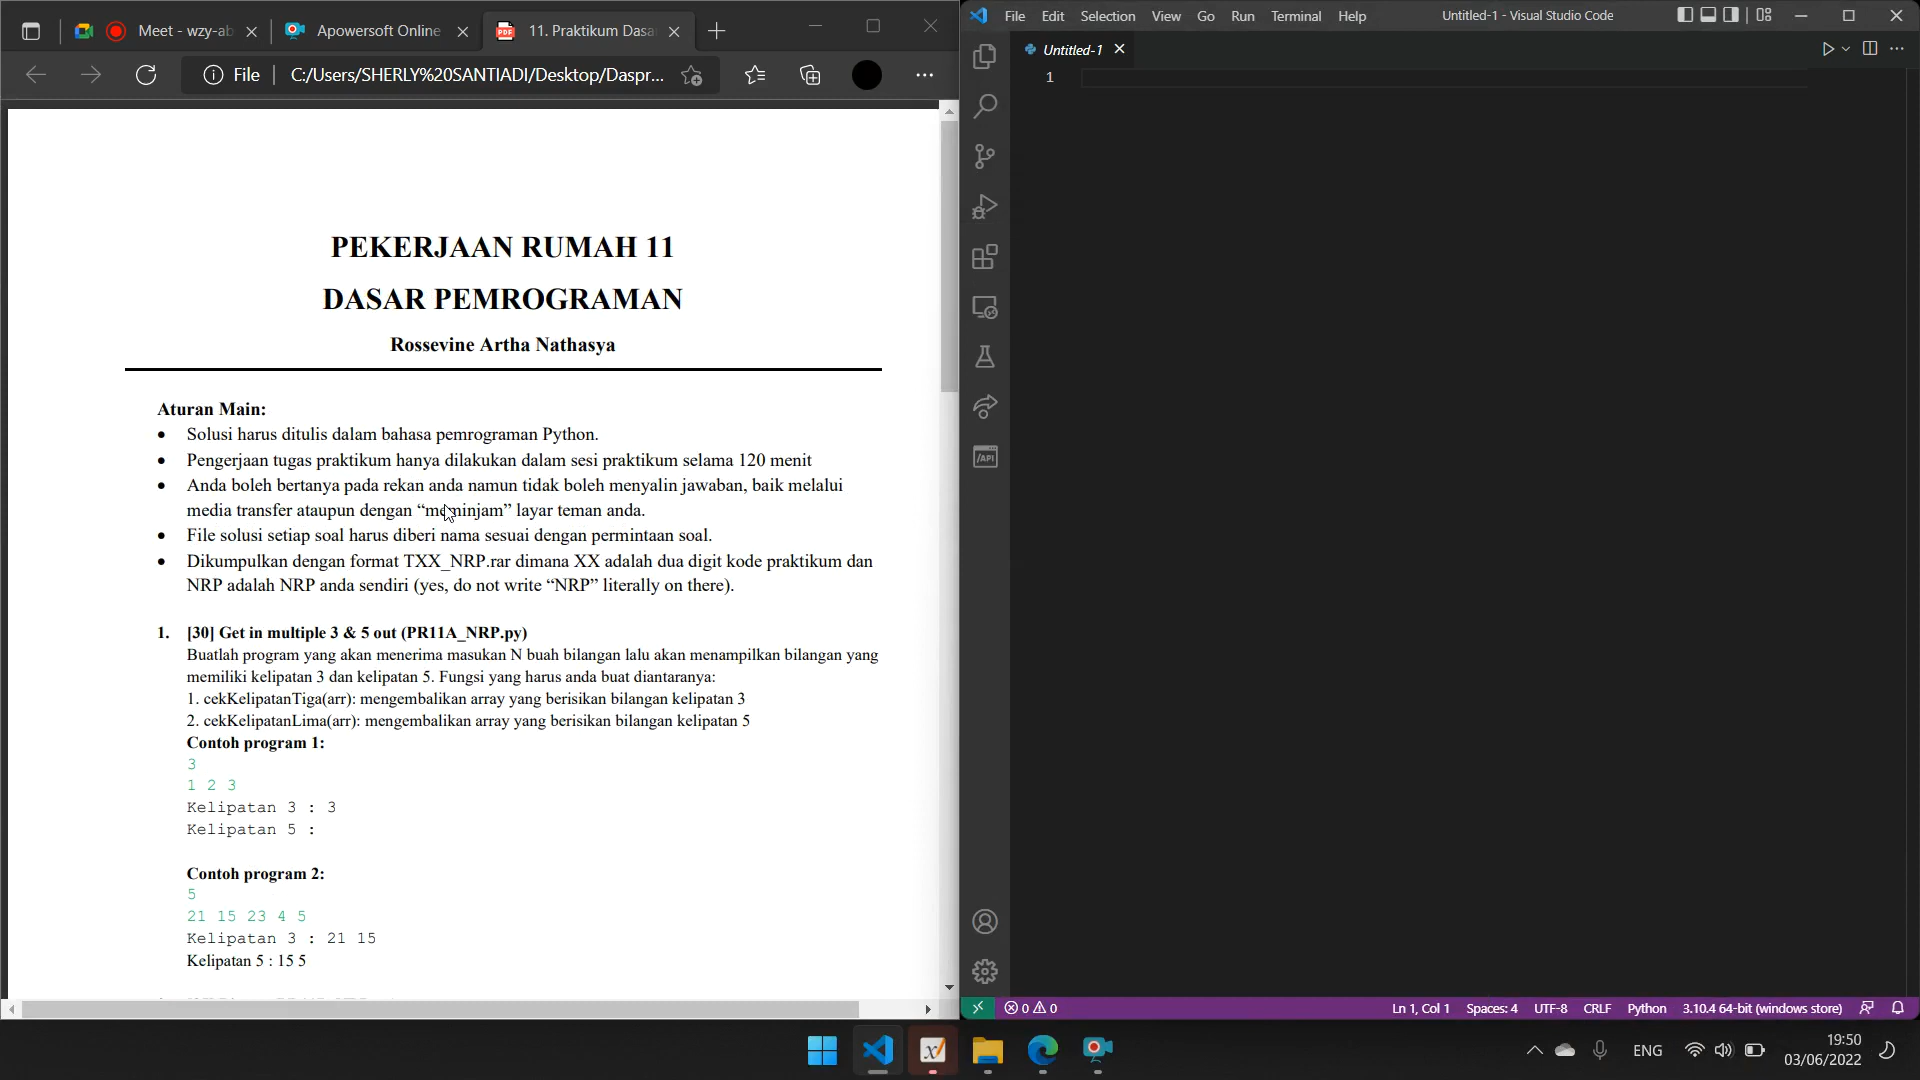 Meet - wzy-ab
Apowersoft Online
11. Praktikum Dasa
File
C:/Users/SHERLY%20SANTIADI/Desktop/Daspr...
PEKERJAAN RUMAH 11
DASAR PEMROGRAMAN
Rossevine Artha Nathasya
Aturan Main:
• Solusi harus ditulis dalam bahasa pemrograman Python.
• Pengerjaan tugas praktikum hanya dilakukan dalam sesi praktikum selama 120 menit
• Anda boleh bertanya pada rekan anda namun tidak boleh menyalin jawaban, baik melalui
media transfer ataupun dengan “meminjam” layar teman anda.
• File solusi setiap soal harus diberi nama sesuai dengan permintaan soal.
• Dikumpulkan dengan format TXX_NRP.rar dimana XX adalah dua digit kode praktikum dan
NRP adalah NRP anda sendiri (yes, do not write “NRP” literally on there).
1. [30] Get in multiple 3 & 5 out (PR11A_NRP.py)
Buatlah program yang akan menerima masukan N buah bilangan lalu akan menampilkan bilangan yang
memiliki kelipatan 3 dan kelipatan 5. Fungsi yang harus anda buat diantaranya:
1. cekKelipatanTiga(arr): mengembalikan array yang berisikan bilangan kelipatan 3
2. cekKelipatanLima(arr): mengembalikan array yang berisikan bilangan kelipatan 5
Contoh program 1:
3
1 2 3
Kelipatan 3 : 3
Kelipatan 5 :
Contoh program 2:
5
21 15 23 4 5
Kelipatan 3 : 21 15
Kelipatan 5 : 15 5
File Edit Selection View Go Run Terminal Help
Untitled-1 - Visual Studio Code
Untitled-1
1
/API
0 0
Ln 1, Col 1
Spaces: 4
UTF-8
CRLF
Python
3.10.4 64-bit (windows store)
ENG
19:50
03/06/2022